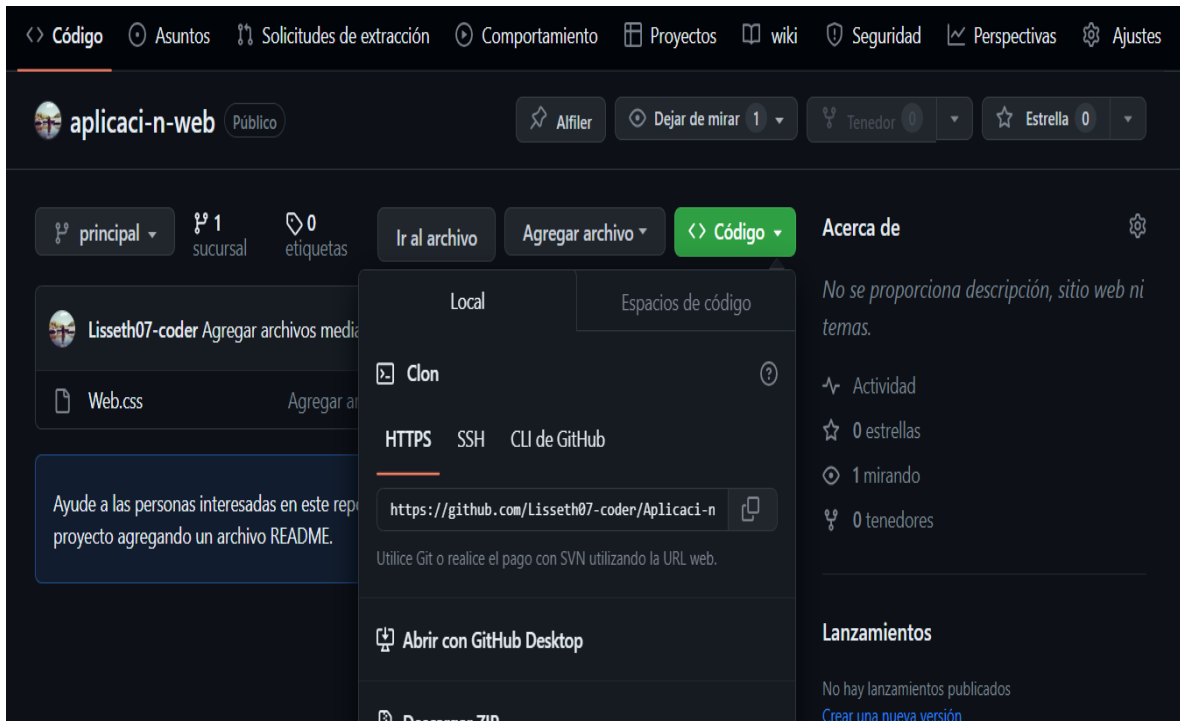 Código Asuntos Solicitudes de extracción Comportamiento Proyectos wiki Seguridad Perspectivas Ajustes
aplicaci-n-web Público Alfiler Dejar de mirar 1 Tenedor 0 Estrella 0
principal 1 sucursal 0 etiquetas Ir al archivo Agregar archivo Código
Lisseth07-coder Agregar archivos media
Web.css Agregar ar
Ayude a las personas interesadas en este repo
proyecto agregando un archivo README.
Local Espacios de código
Clon
HTTPS SSH CLI de GitHub
https://github.com/Lisseth07-coder/Aplicaci-n
Utilice Git o realice el pago con SVN utilizando la URL web.
Abrir con GitHub Desktop
Descargar ZIP
Acerca de
No se proporciona descripción, sitio web ni
temas.
Actividad
0 estrellas
1 mirando
0 tenedores
Lanzamientos
No hay lanzamientos publicados
Crear una nueva versión